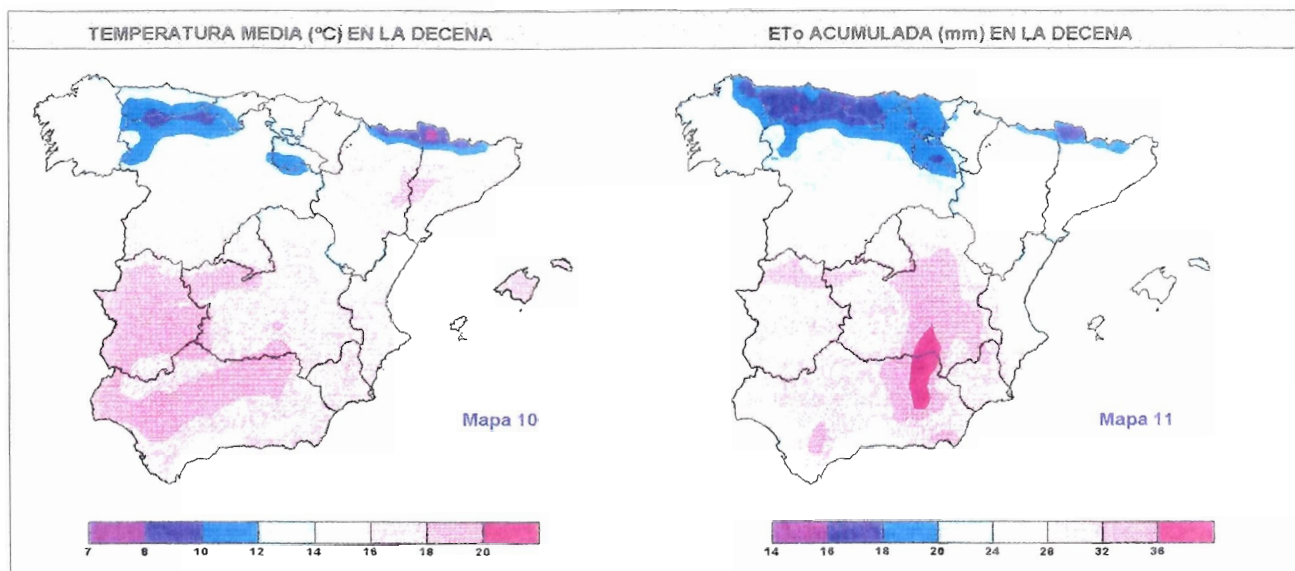 TEMPERATURA MEDIA (ºC) EN LA DECENA
ETo ACUMULADA (mm) EN LA DECENA
Mapa 10
Mapa 11
7 8 10 12 14 16 18 20
14 16 18 20 24 28 32 36